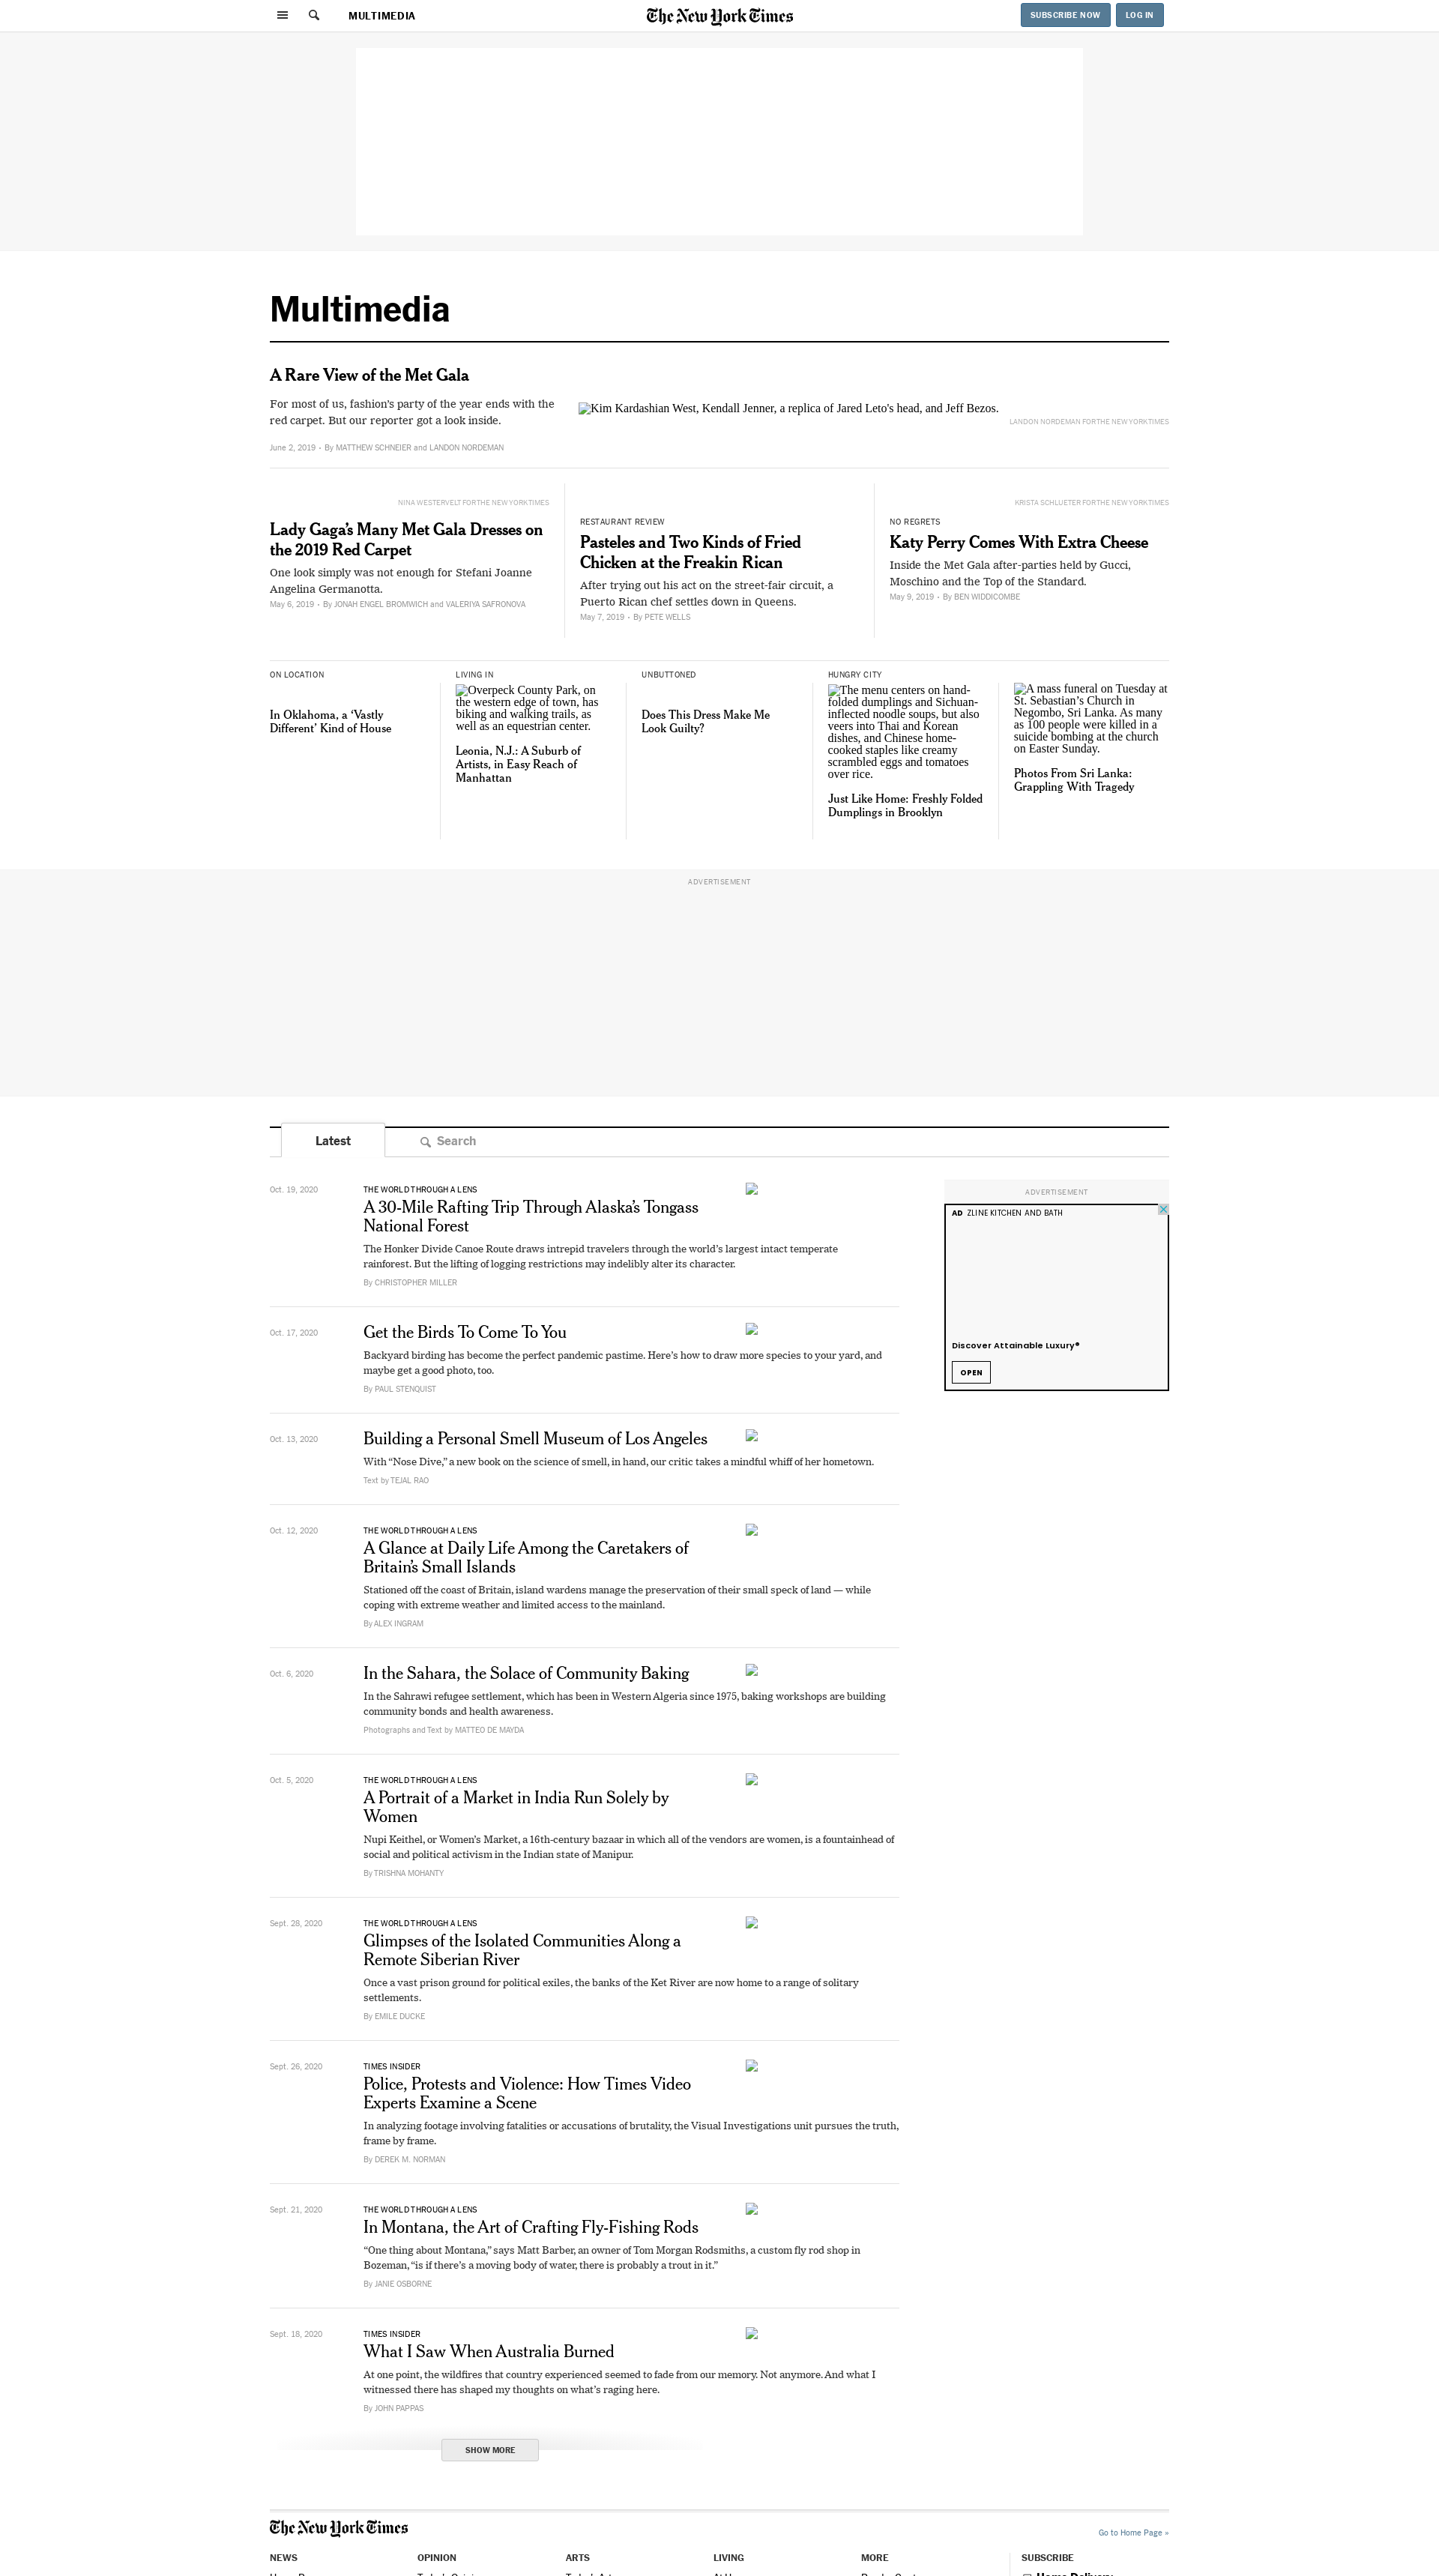 MULTIMEDIA
The New York Times
SUBSCRIBE NOW
LOG IN
Multimedia
A Rare View of the Met Gala
For most of us, fashion's party of the year ends with the
red carpet. But our reporter got a look inside.
June 2, 2019 • By MATTHEW SCHNEIER and LANDON NORDEMAN
Kim Kardashian West, Kendall Jenner, a replica of Jared Leto's head, and Jeff Bezos.
LANDON NORDEMAN FOR THE NEW YORK TIMES
NINA WESTERVELT FOR THE NEW YORK TIMES
Lady Gaga's Many Met Gala Dresses on
the 2019 Red Carpet
One look simply was not enough for Stefani Joanne
Angelina Germanotta.
May 6, 2019 • By JONAH ENGEL BROMWICH and VALERIYA SAFRONOVA
RESTAURANT REVIEW
Pasteles and Two Kinds of Fried
Chicken at the Freakin Rican
After trying out his act on the street-fair circuit, a
Puerto Rican chef settles down in Queens.
May 7, 2019 • By PETE WELLS
KRISTA SCHLUETER FOR THE NEW YORK TIMES
NO REGRETS
Katy Perry Comes With Extra Cheese
Inside the Met Gala after-parties held by Gucci,
Moschino and the Top of the Standard.
May 9, 2019 • By BEN WIDDICOMBE
ON LOCATION
In Oklahoma, a ‘Vastly
Different’ Kind of House
LIVING IN
Overpeck County Park, on
the western edge of town, has
biking and walking trails, as
well as an equestrian center.
Leonia, N.J.: A Suburb of
Artists, in Easy Reach of
Manhattan
UNBUTTONED
Does This Dress Make Me
Look Guilty?
HUNGRY CITY
The menu centers on hand-
folded dumplings and Sichuan-
inflected noodle soups, but also
veers into Thai and Korean
dishes, and Chinese home-
cooked staples like creamy
scrambled eggs and tomatoes
over rice.
Just Like Home: Freshly Folded
Dumplings in Brooklyn
A mass funeral on Tuesday at
St. Sebastian's Church in
Negombo, Sri Lanka. As many
as 100 people were killed in a
suicide bombing at the church
on Easter Sunday.
Photos From Sri Lanka:
Grappling With Tragedy
ADVERTISEMENT
Latest
Search
Oct. 19, 2020
THE WORLD THROUGH A LENS
A 30-Mile Rafting Trip Through Alaska's Tongass
National Forest
The Honker Divide Canoe Route draws intrepid travelers through the world's largest intact temperate
rainforest. But the lifting of logging restrictions may indelibly alter its character.
By CHRISTOPHER MILLER
ADVERTISEMENT
AD ZLINE KITCHEN AND BATH
Discover Attainable Luxury®
OPEN
Oct. 17, 2020
Get the Birds To Come To You
Backyard birding has become the perfect pandemic pastime. Here's how to draw more species to your yard, and
maybe get a good photo, too.
By PAUL STENQUIST
Oct. 13, 2020
Building a Personal Smell Museum of Los Angeles
With “Nose Dive,” a new book on the science of smell, in hand, our critic takes a mindful whiff of her hometown.
Text by TEJAL RAO
Oct. 12, 2020
THE WORLD THROUGH A LENS
A Glance at Daily Life Among the Caretakers of
Britain's Small Islands
Stationed off the coast of Britain, island wardens manage the preservation of their small speck of land — while
coping with extreme weather and limited access to the mainland.
By ALEX INGRAM
Oct. 6, 2020
In the Sahara, the Solace of Community Baking
In the Sahrawi refugee settlement, which has been in Western Algeria since 1975, baking workshops are building
community bonds and health awareness.
Photographs and Text by MATTEO DE MAYDA
Oct. 5, 2020
THE WORLD THROUGH A LENS
A Portrait of a Market in India Run Solely by
Women
Nupi Keithel, or Women's Market, a 16th-century bazaar in which all of the vendors are women, is a fountainhead of
social and political activism in the Indian state of Manipur.
By TRISHNA MOHANTY
Sept. 28, 2020
THE WORLD THROUGH A LENS
Glimpses of the Isolated Communities Along a
Remote Siberian River
Once a vast prison ground for political exiles, the banks of the Ket River are now home to a range of solitary
settlements.
By EMILE DUCKE
Sept. 26, 2020
TIMES INSIDER
Police, Protests and Violence: How Times Video
Experts Examine a Scene
In analyzing footage involving fatalities or accusations of brutality, the Visual Investigations unit pursues the truth,
frame by frame.
By DEREK M. NORMAN
Sept. 21, 2020
THE WORLD THROUGH A LENS
In Montana, the Art of Crafting Fly-Fishing Rods
“One thing about Montana,” says Matt Barber, an owner of Tom Morgan Rodsmiths, a custom fly rod shop in
Bozeman, “is if there's a moving body of water, there is probably a trout in it.”
By JANIE OSBORNE
Sept. 18, 2020
TIMES INSIDER
What I Saw When Australia Burned
At one point, the wildfires that country experienced seemed to fade from our memory. Not anymore. And what I
witnessed there has shaped my thoughts on what's raging here.
By JOHN PAPPAS
SHOW MORE
The New York Times
Go to Home Page »
NEWS
OPINION
ARTS
LIVING
MORE
SUBSCRIBE